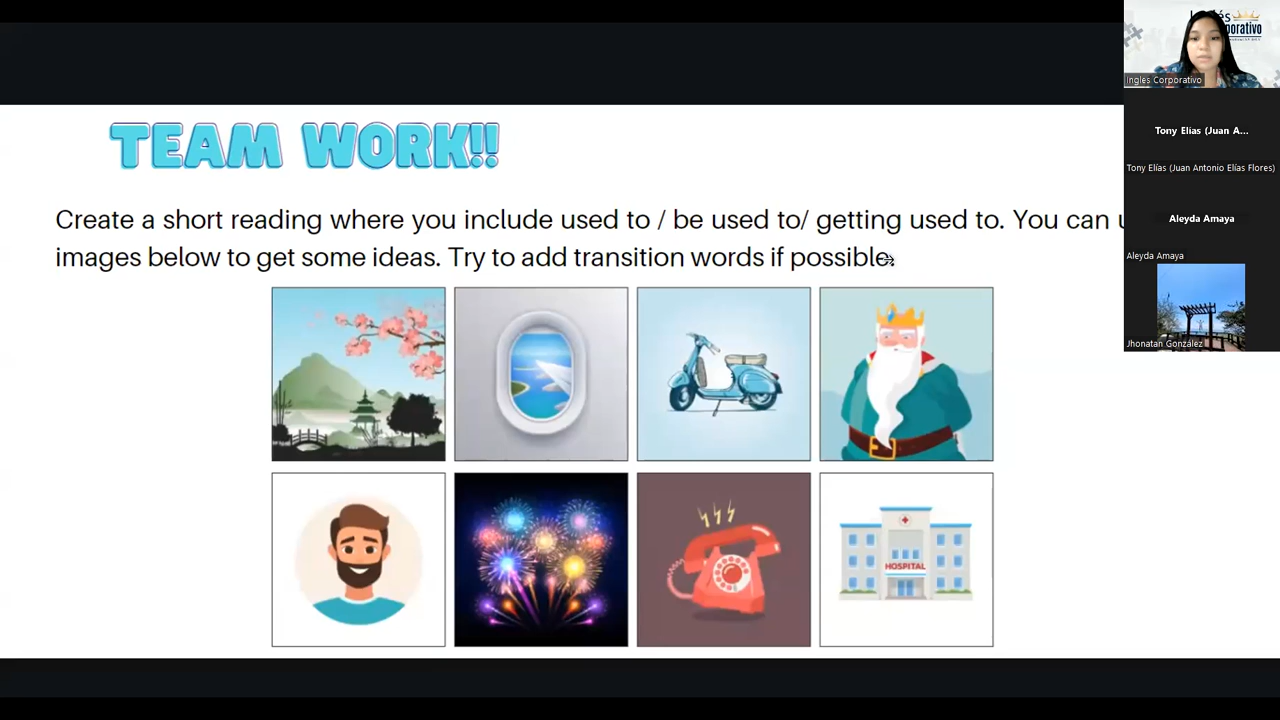 TEAM WORK!!
Create a short reading where you include used to / be used to/ getting used to. You can
images below to get some ideas. Try to add transition words if possible.
HOSPITAL
Ingles Corporativo
Tony Elias (Juan A...
Tony Elías (Juan Antonio Elías Flores)
Aleyda Amaya
Aleyda Amaya
Jhonatan González